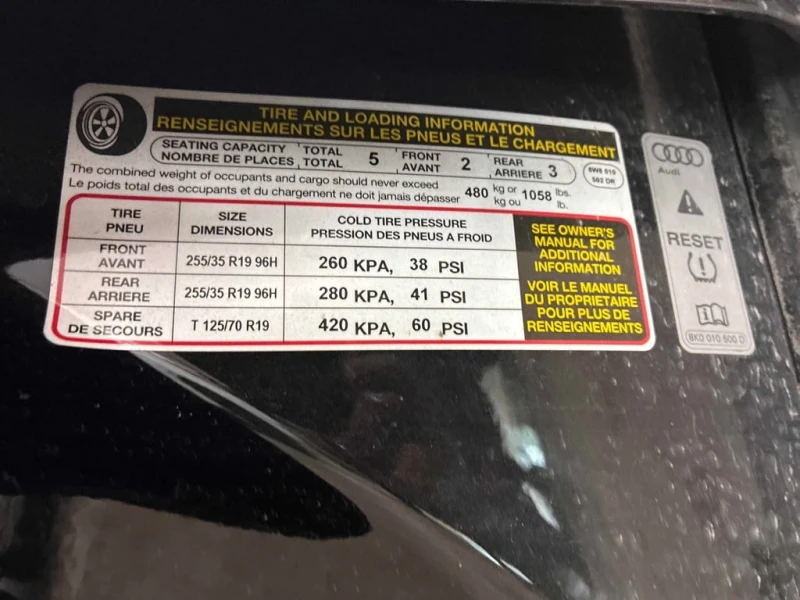 TIRE AND LOADING INFORMATION
RENSEIGNEMENTS SUR LES PNEUS ET LE CHARGEMENT
SEATING CAPACITY TOTAL 5 FRONT 2 REAR 3
NOMBRE DE PLACES, TOTAL AVANT ARRIERE
8W8 010
502 DR
The combined weight of occupants and cargo should never exceed 480 kg or 1058 lbs.
Le poids total des occupants et du chargement ne doit jamais dépasser kg ou lb.
TIRE SIZE COLD TIRE PRESSURE
PNEU DIMENSIONS PRESSION DES PNEUS A FROID
FRONT
AVANT 255/35 R19 96H 260 KPA, 38 PSI
REAR
ARRIERE 255/35 R19 96H 280 KPA, 41 PSI
SPARE
DE SECOURS T 125/70 R19 420 KPA, 60 PSI
SEE OWNER'S
MANUAL FOR
ADDITIONAL
INFORMATION
VOIR LE MANUEL
DU PROPRIETAIRE
POUR PLUS DE
RENSEIGNEMENTS
Audi
RESET
8K0 010 500 D